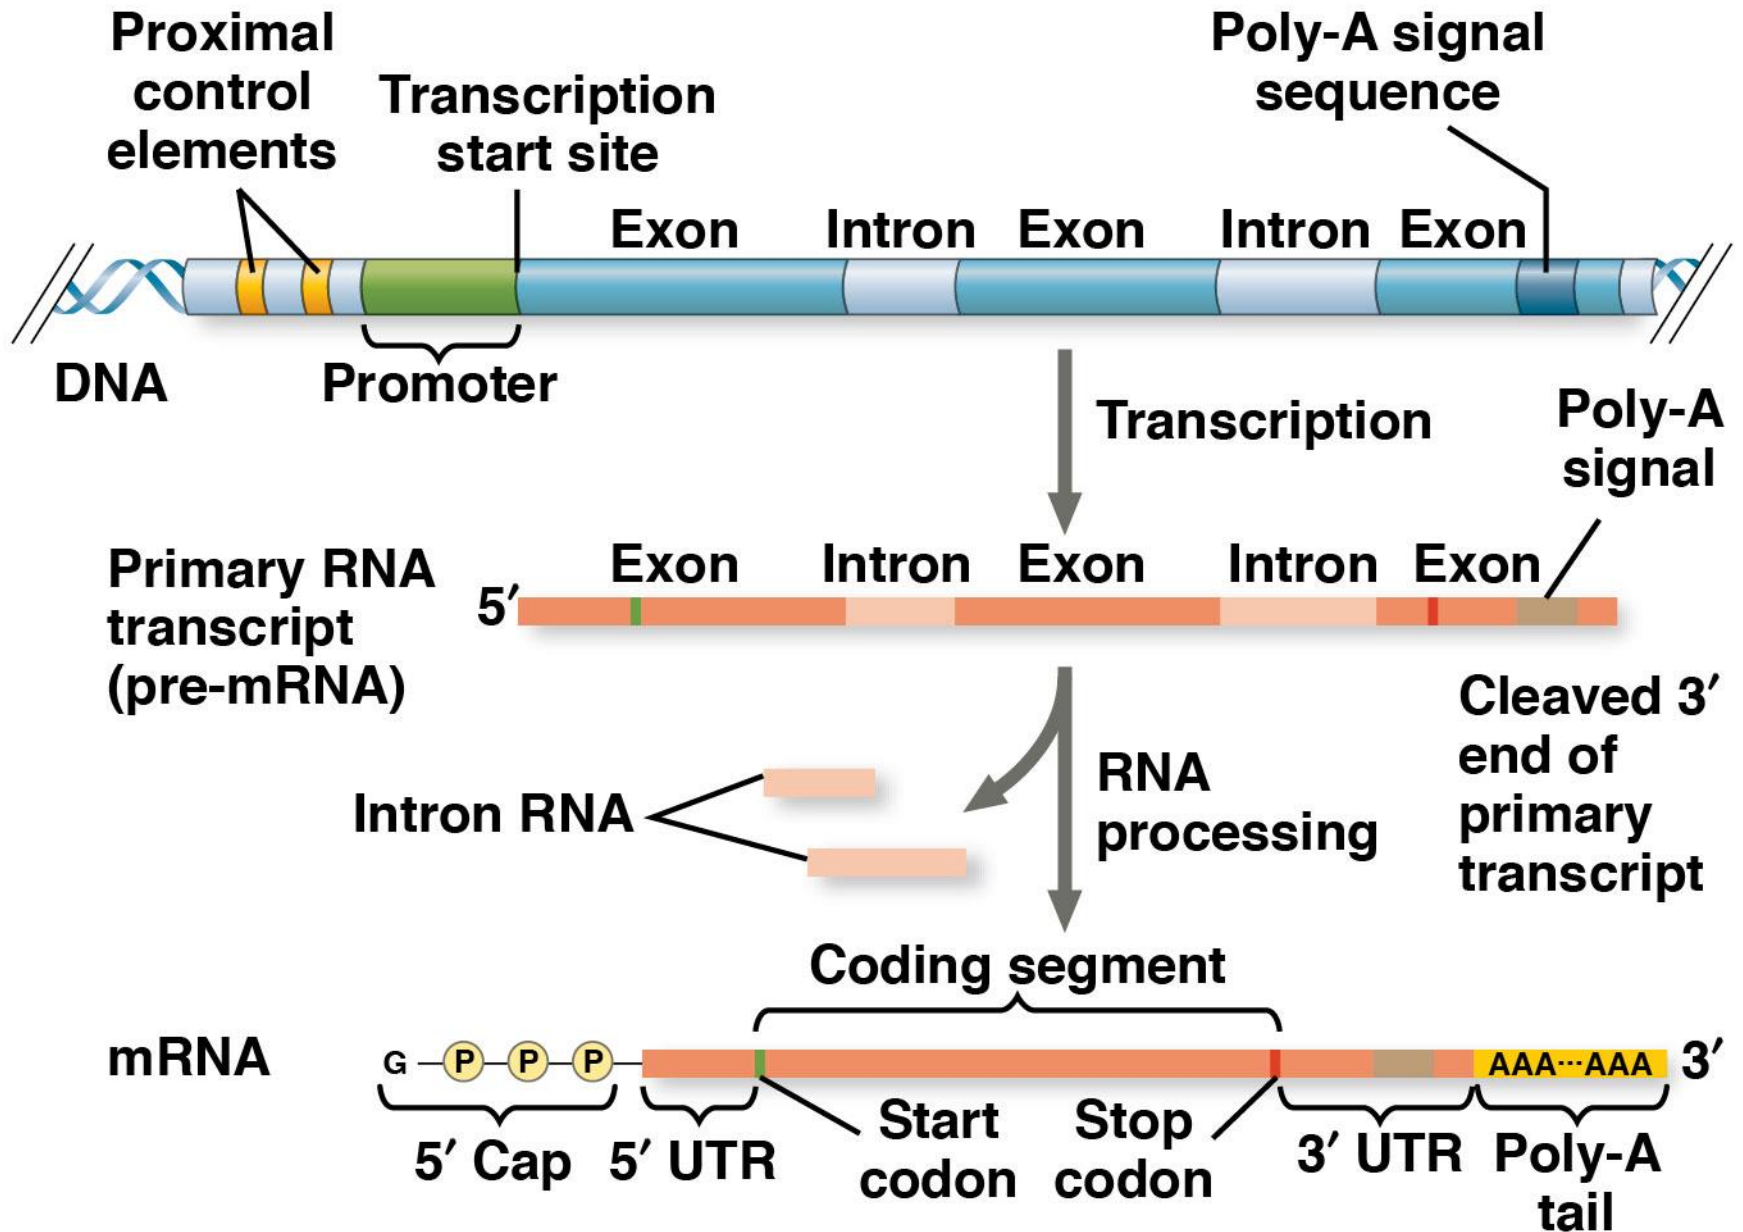 Proximal
control
elements
Transcription
start site
Poly-A signal
sequence
Exon Intron Exon Intron Exon
DNA
Promoter
Transcription
Poly-A
signal
Primary RNA
transcript
(pre-mRNA)
Exon Intron Exon Intron Exon
5′
Cleaved 3′
end of
primary
transcript
Intron RNA
RNA
processing
Coding segment
mRNA
G P P P
AAA···AAA 3′
5′ Cap
5′ UTR
Start
codon
Stop
codon
3′ UTR
Poly-A
tail